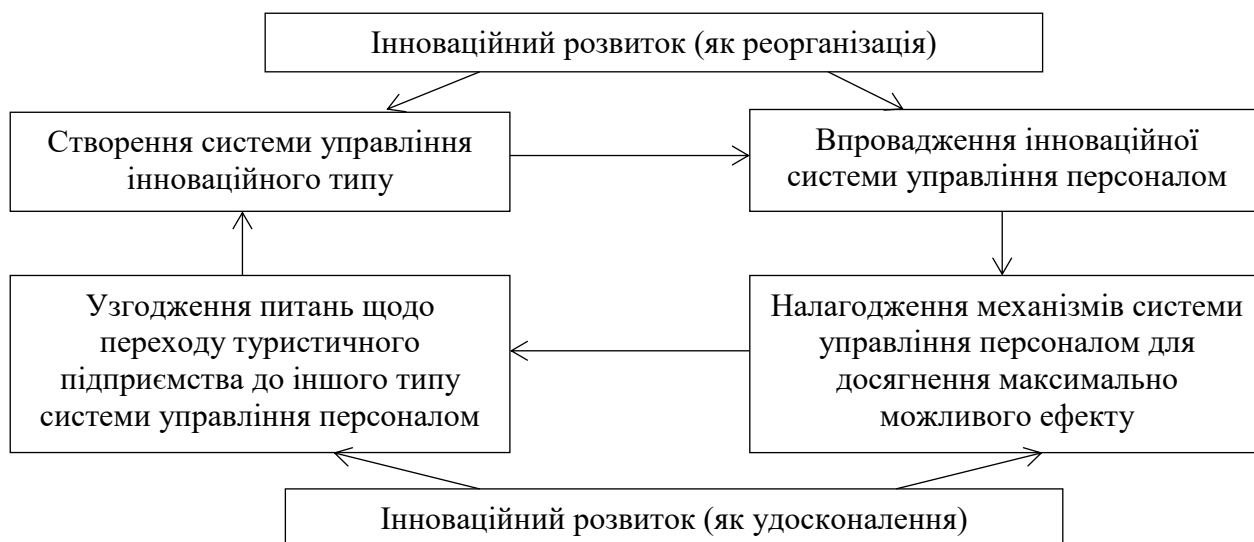 Інноваційний розвиток (як реорганізація)
Створення системи управління
інноваційного типу
Впровадження інноваційної
системи управління персоналом
Узгодження питань щодо
переходу туристичного
підприємства до іншого типу
системи управління персоналом
Налагодження механізмів системи
управління персоналом для
досягнення максимально
можливого ефекту
Інноваційний розвиток (як удосконалення)